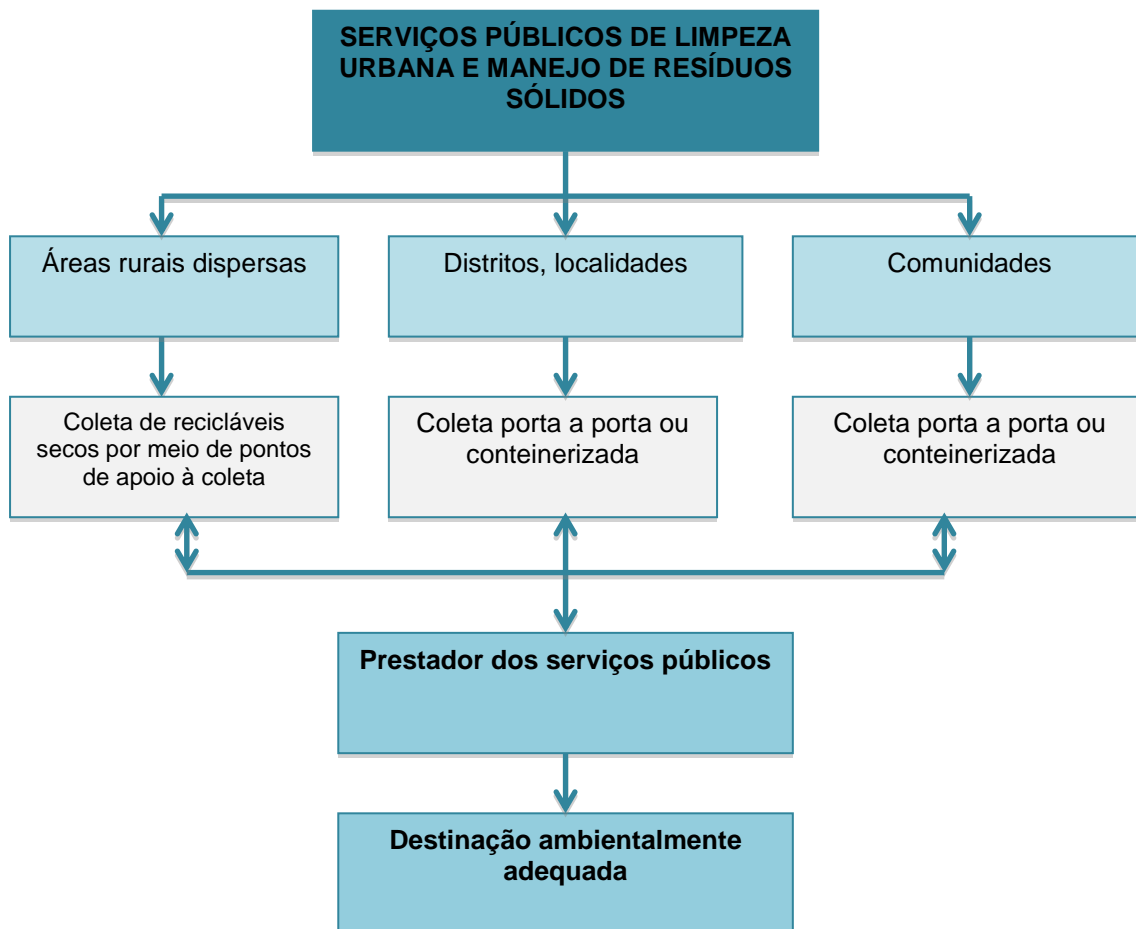 SERVIÇOS PÚBLICOS DE LIMPEZA
URBANA E MANEJO DE RESÍDUOS
SÓLIDOS
Áreas rurais dispersas
Distritos, localidades
Comunidades
Coleta de recicláveis
secos por meio de pontos
de apoio à coleta
Coleta porta a porta ou
conteinerizada
Coleta porta a porta ou
conteinerizada
Prestador dos serviços públicos
Destinação ambientalmente
adequada